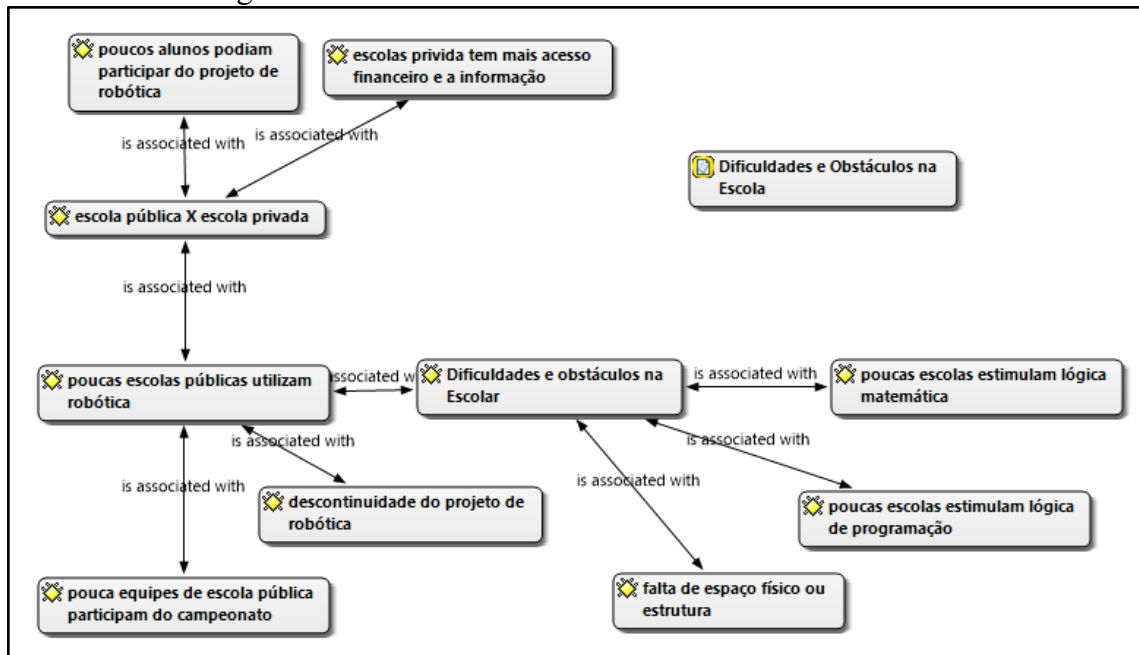 poucos alunos podiam
participar do projeto de
robótica
escolas privida tem mais acesso
financeiro e a informação
is associated with
is associated with
Dificuldades e Obstáculos na
Escola
escola pública X escola privada
is associated with
poucas escolas públicas utilizam
robótica
associated
Dificuldades e obstáculos na
Escolar
is associated with
poucas escolas estimulam lógica
matemática
is associated with
is associated with
is associated with
is associated with
descontinuidade do projeto de
robótica
poucas escolas estimulam lógica
de programação
pouca equipes de escola pública
participam do campeonato
falta de espaço físico ou
estrutura